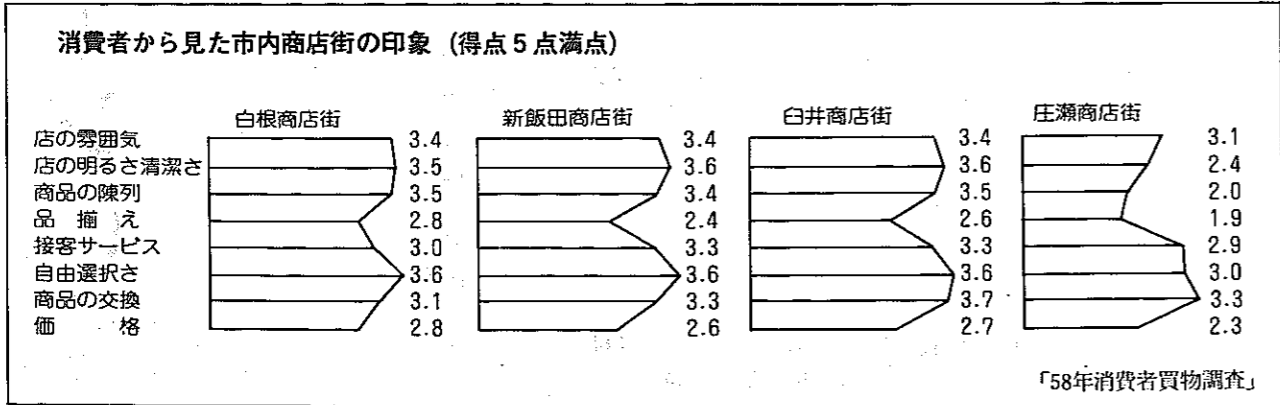 消費者から見た市内商店街の印象（得点５点満点）
白根商店街 新飯田商店街 臼井商店街 庄瀬商店街
店の雰囲気 3.4 3.4 3.4 3.1
店の明るさ清潔さ 3.5 3.6 3.6 2.4
商品の陳列 3.5 3.4 3.5 2.0
品揃え 2.8 2.4 2.6 1.9
接客サービス 3.0 3.3 3.3 2.9
自由選択さ 3.6 3.6 3.6 3.0
商品の交換 3.1 3.3 3.7 3.3
価格 2.8 2.6 2.7 2.3
「58年消費者買物調査」